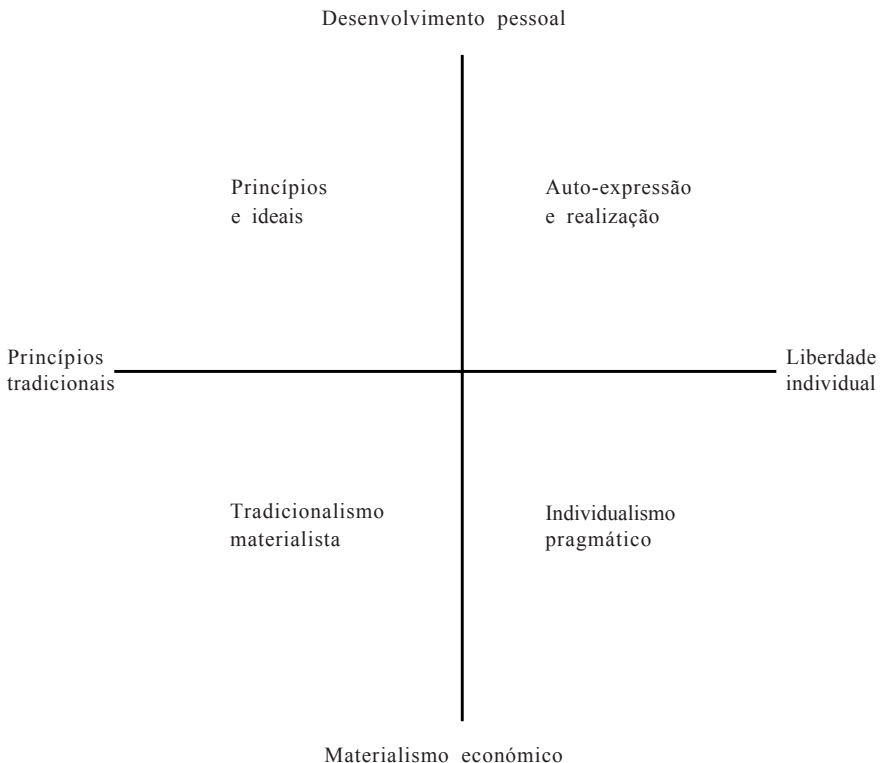 Desenvolvimento pessoal
Princípios
e ideais
Auto-expressão
e realização
Princípios
tradicionais
Liberdade
individual
Tradicionalismo
materialista
Individualismo
pragmático
Materialismo económico